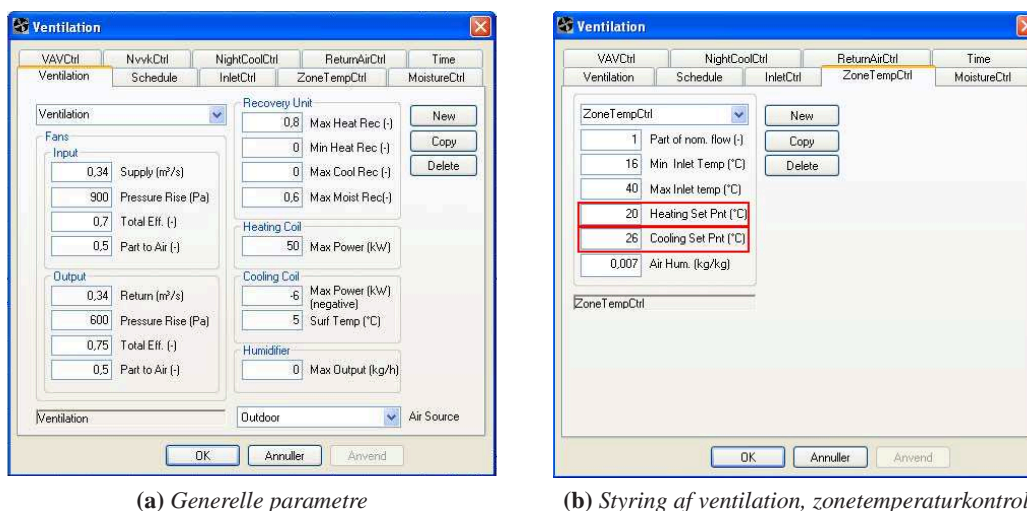 Ventilation
VAVCtrl NvvkCtrl NightCoolCtrl ReturnAirCtrl Time
Ventilation Schedule InletCtrl ZoneTempCtrl MoistureCtrl
Ventilation
Fans
Input
0,34 Supply (m³/s)
900 Pressure Rise (Pa)
0,7 Total Eff. (-)
0,5 Part to Air (-)
Output
0,34 Return (m³/s)
600 Pressure Rise (Pa)
0,75 Total Eff. (-)
0,5 Part to Air (-)
Recovery Unit
0,8 Max Heat Rec (-)
0 Min Heat Rec (-)
0 Max Cool Rec (-)
0,6 Max Moist Rec(-)
Heating Coil
50 Max Power (kW)
Cooling Coil
-6 Max Power (kW)
(negative)
5 Surf Temp (°C)
Humidifier
0 Max Output (kg/h)
New
Copy
Delete
Ventilation
Outdoor Air Source
OK Annuller Anvend
(a) Generelle parametre
Ventilation
VAVCtrl NightCoolCtrl ReturnAirCtrl Time
Ventilation Schedule InletCtrl ZoneTempCtrl MoistureCtrl
ZoneTempCtrl
1 Part of nom. flow (-)
16 Min Inlet Temp (°C)
40 Max Inlet temp (°C)
20 Heating Set Pnt (°C)
26 Cooling Set Pnt (°C)
0,007 Air Hum. (kg/kg)
New
Copy
Delete
ZoneTempCtrl
OK Annuller Anvend
(b) Styring af ventilation, zonetemperaturkontrol